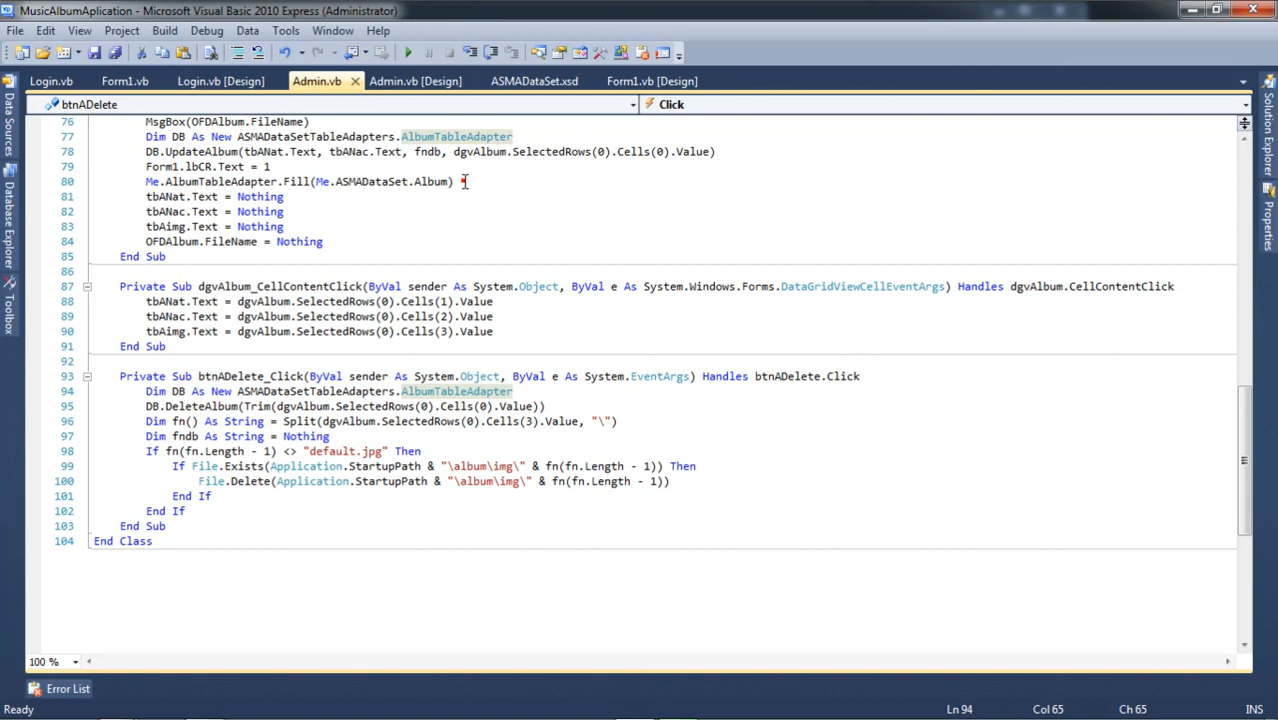 MusicAlbumAplication - Microsoft Visual Basic 2010 Express (Administrator)
File Edit View Project Build Debug Data Tools Window Help
Login.vb Form1.vb Login.vb [Design] Admin.vb Admin.vb [Design] ASMADataSet.xsd Form1.vb [Design]
btnADelete Click
Data Sources
Database Explorer
Toolbox
Solution Explorer
Properties
76 MsgBox(OFDAlbum.FileName)
77 Dim DB As New ASMADataSetTableAdapters.AlbumTableAdapter
78 DB.UpdateAlbum(tbANat.Text, tbANac.Text, fndb, dgvAlbum.SelectedRows(0).Cells(0).Value)
79 Form1.lbCR.Text = 1
80 Me.AlbumTableAdapter.Fill(Me.ASMADataSet.Album)
81 tbANat.Text = Nothing
82 tbANac.Text = Nothing
83 tbAimg.Text = Nothing
84 OFDAlbum.FileName = Nothing
85 End Sub
86
87 Private Sub dgvAlbum_CellContentClick(ByVal sender As System.Object, ByVal e As System.Windows.Forms.DataGridViewCellEventArgs) Handles dgvAlbum.CellContentClick
88 tbANat.Text = dgvAlbum.SelectedRows(0).Cells(1).Value
89 tbANac.Text = dgvAlbum.SelectedRows(0).Cells(2).Value
90 tbAimg.Text = dgvAlbum.SelectedRows(0).Cells(3).Value
91 End Sub
92
93 Private Sub btnADelete_Click(ByVal sender As System.Object, ByVal e As System.EventArgs) Handles btnADelete.Click
94 Dim DB As New ASMADataSetTableAdapters.AlbumTableAdapter
95 DB.DeleteAlbum(Trim(dgvAlbum.SelectedRows(0).Cells(0).Value))
96 Dim fn() As String = Split(dgvAlbum.SelectedRows(0).Cells(3).Value, "\")
97 Dim fndb As String = Nothing
98 If fn(fn.Length - 1) <> "default.jpg" Then
99 If File.Exists(Application.StartupPath & "\album\img\" & fn(fn.Length - 1)) Then
100 File.Delete(Application.StartupPath & "\album\img\" & fn(fn.Length - 1))
101 End If
102 End If
103 End Sub
104 End Class
100 %
Error List
Ready Ln 94 Col 65 Ch 65 INS